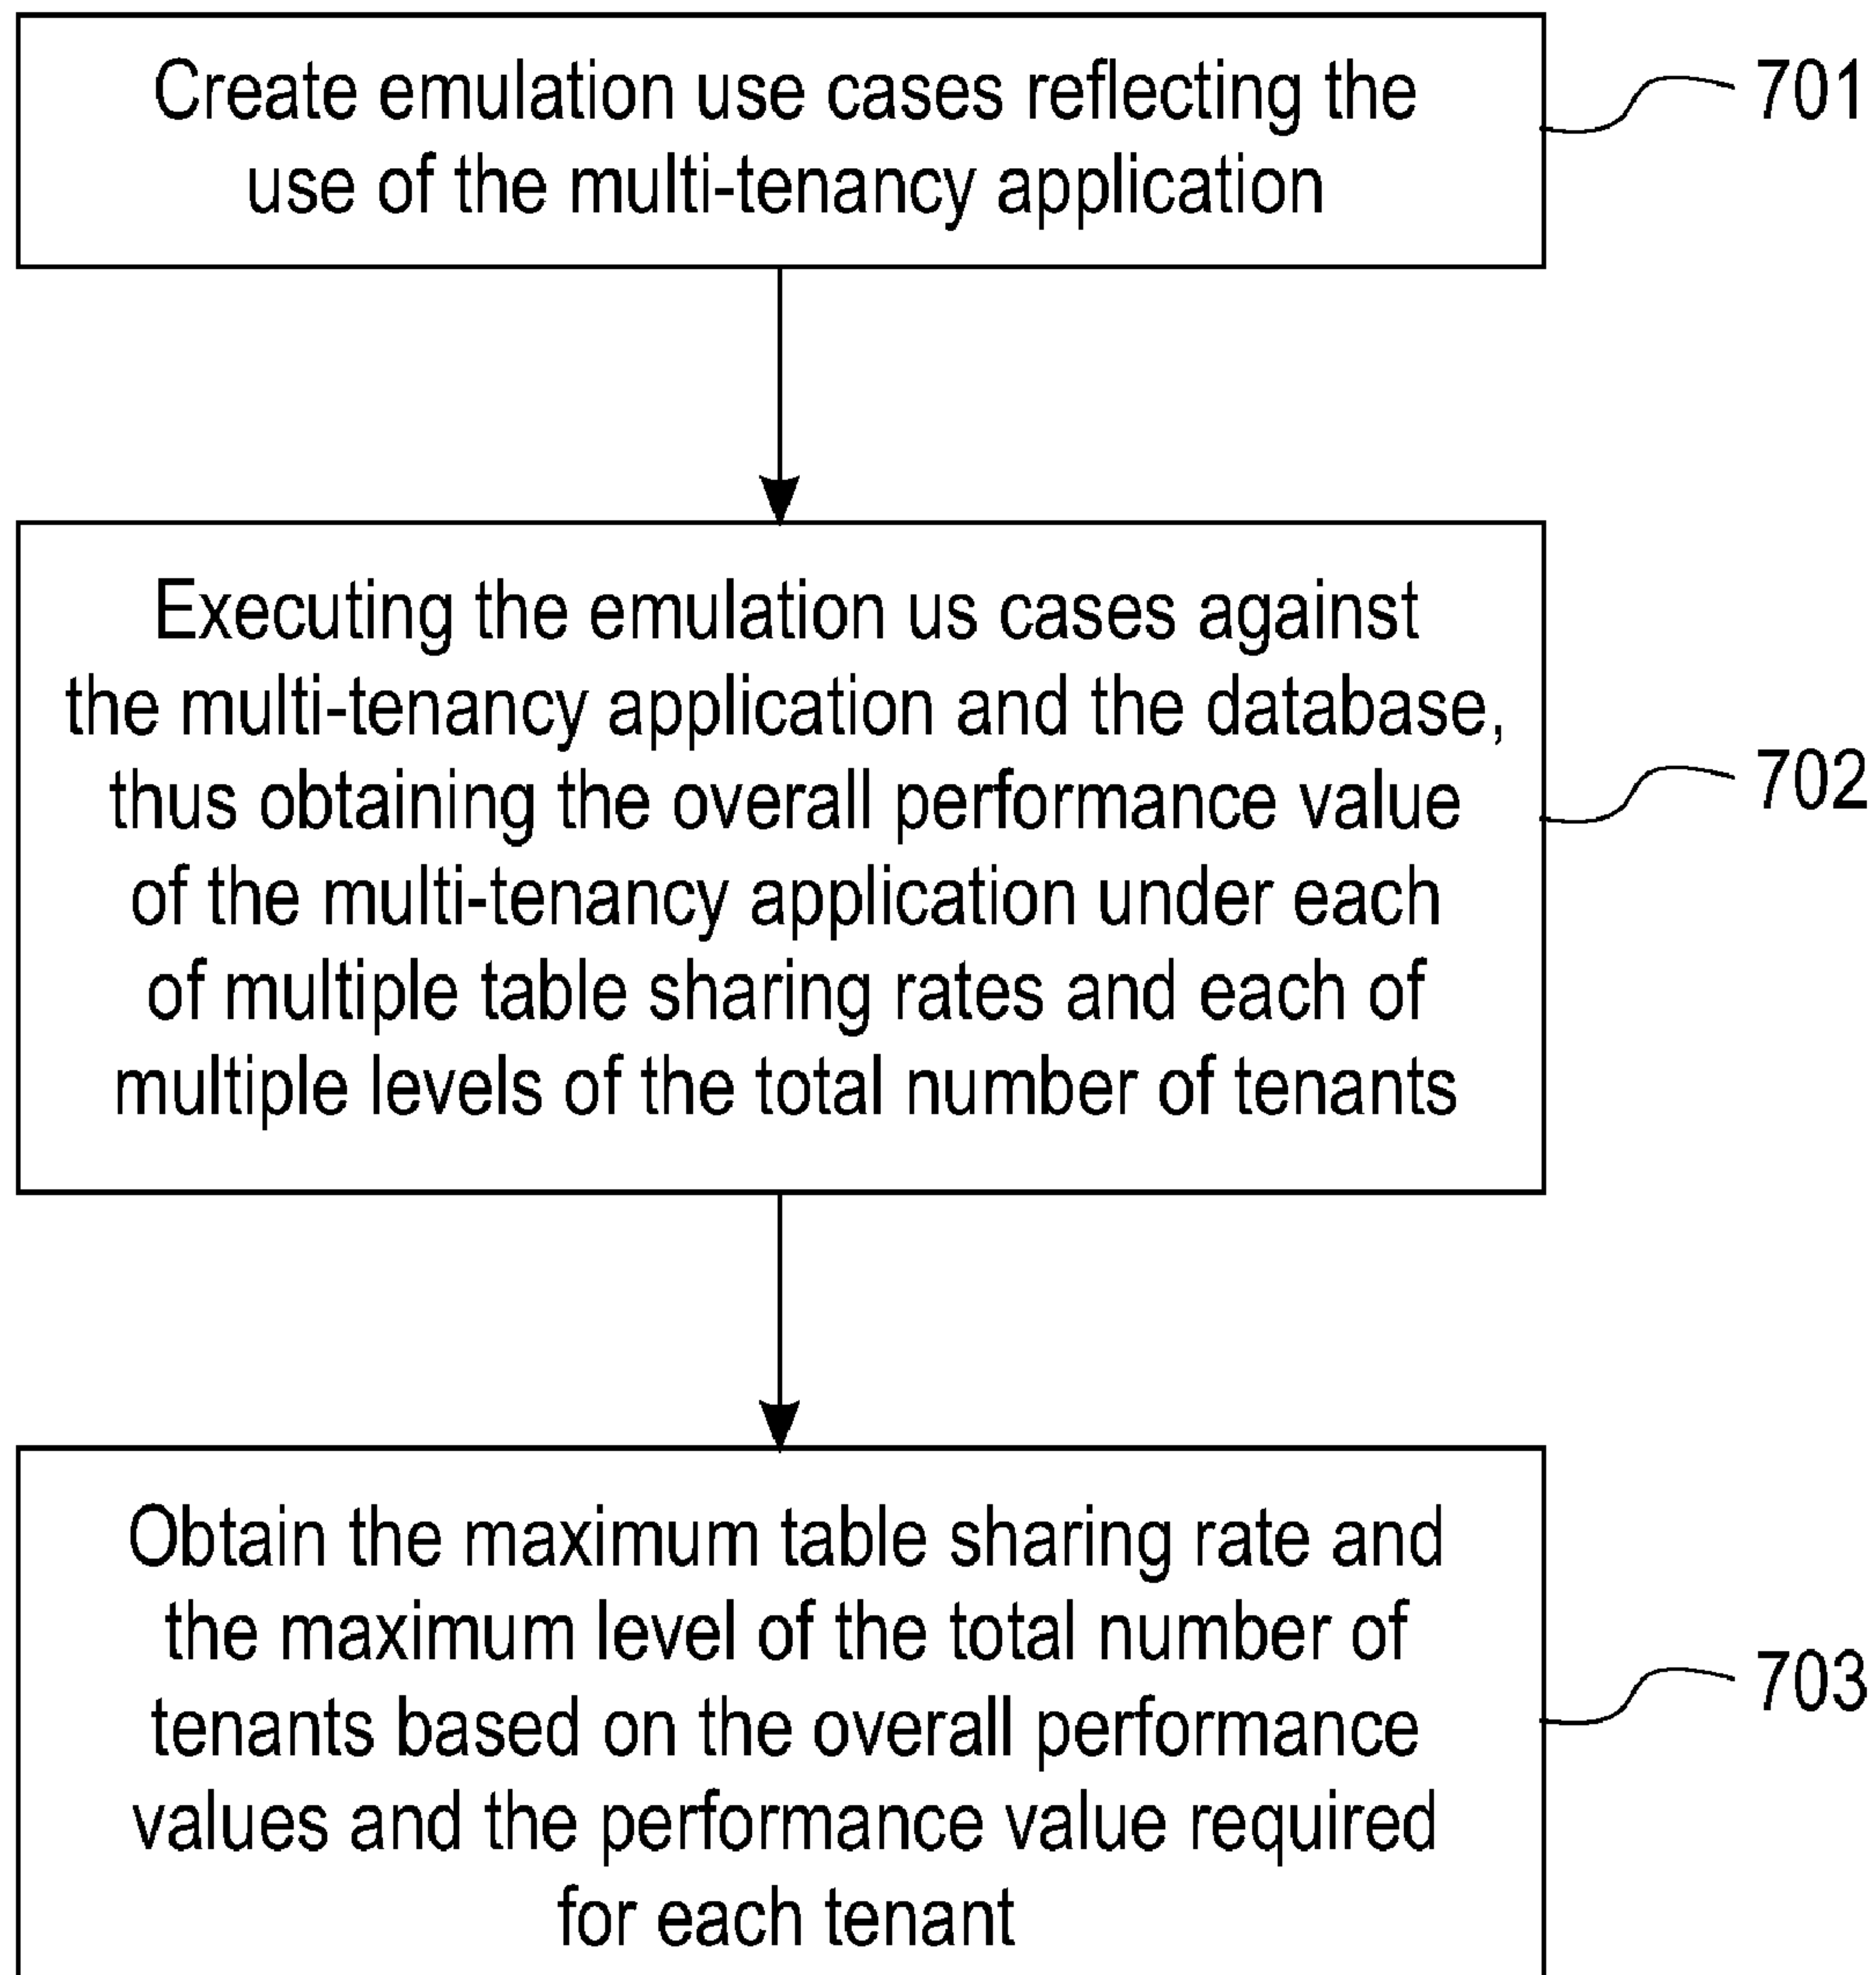 Create emulation use cases reflecting the
use of the multi-tenancy application
701
Executing the emulation us cases against
the multi-tenancy application and the database,
thus obtaining the overall performance value
of the multi-tenancy application under each
of multiple table sharing rates and each of
multiple levels of the total number of tenants
702
Obtain the maximum table sharing rate and
the maximum level of the total number of
tenants based on the overall performance
values and the performance value required
for each tenant
703